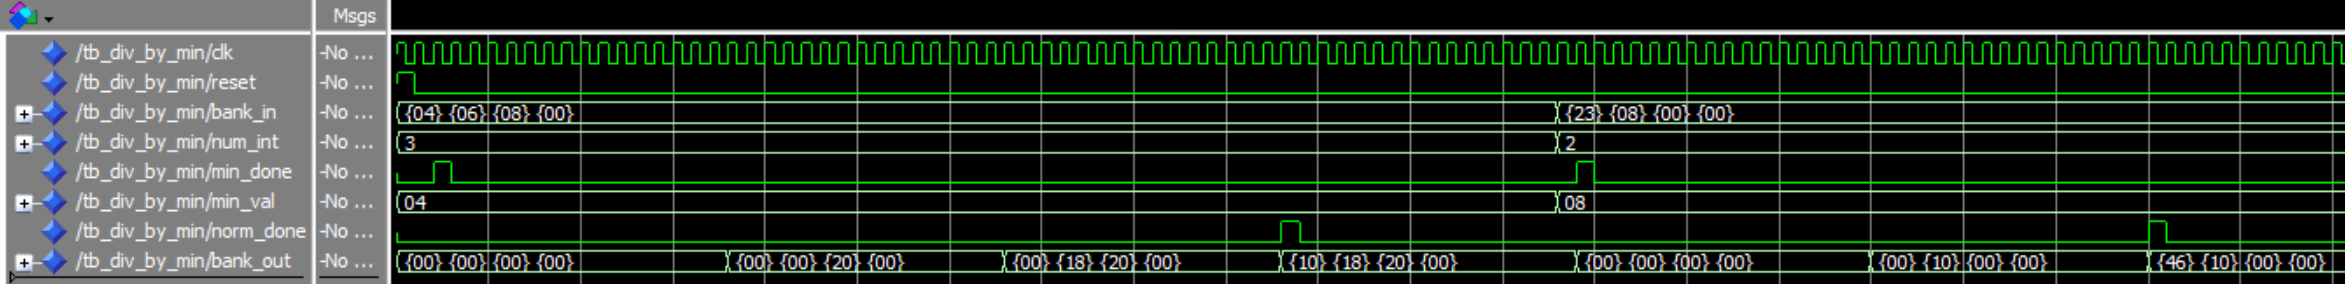 Msgs
/tb_div_by_min/clk -No ...
/tb_div_by_min/reset -No ...
/tb_div_by_min/bank_in -No ... {04} {06} {08} {00} {23} {08} {00} {00}
/tb_div_by_min/num_int -No ... 3 2
/tb_div_by_min/min_done -No ...
/tb_div_by_min/min_val -No ... 04 08
/tb_div_by_min/norm_done -No ...
/tb_div_by_min/bank_out -No ... {00} {00} {00} {00} {00} {00} {20} {00} {00} {18} {20} {00} {10} {18} {20} {00} {00} {00} {00} {00} {00} {10} {00} {00} {46} {10} {00} {00}